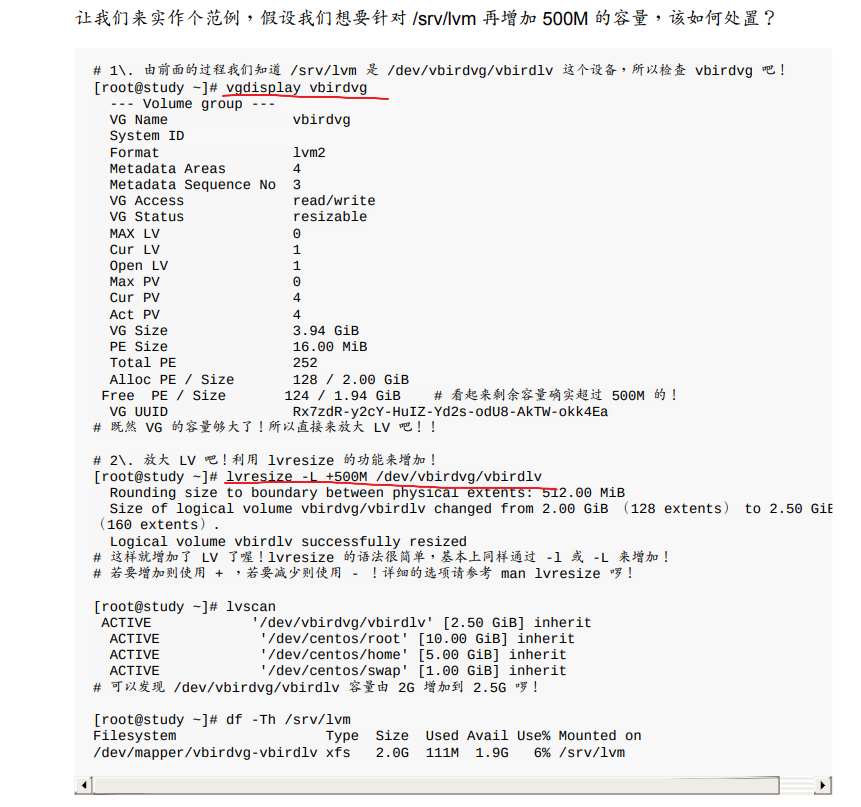 让我们来实作个范例，假设我们想要针对 /srv/lvm 再增加 500M 的容量，该如何处置？
# 1\. 由前面的过程我们知道 /srv/lvm 是 /dev/vbirdvg/vbirdlv 这个设备，所以检查 vbirdvg 吧！
[root@study ~]# vgdisplay vbirdvg
  --- Volume group ---
  VG Name               vbirdvg
  System ID
  Format                lvm2
  Metadata Areas        4
  Metadata Sequence No  3
  VG Access             read/write
  VG Status             resizable
  MAX LV                0
  Cur LV                1
  Open LV               1
  Max PV                0
  Cur PV                4
  Act PV                4
  VG Size               3.94 GiB
  PE Size               16.00 MiB
  Total PE              252
  Alloc PE / Size       128 / 2.00 GiB
 Free  PE / Size       124 / 1.94 GiB    # 看起来剩余容量确实超过 500M 的！
  VG UUID               Rx7zdR-y2cY-HuIZ-Yd2s-odU8-AkTW-okk4Ea
# 既然 VG 的容量够大了！所以直接来放大 LV 吧！！
# 2\. 放大 LV 吧！利用 lvresize 的功能来增加！
[root@study ~]# lvresize -L +500M /dev/vbirdvg/vbirdlv
  Rounding size to boundary between physical extents: 512.00 MiB
  Size of logical volume vbirdvg/vbirdlv changed from 2.00 GiB （128 extents） to 2.50 GiB
（160 extents）.
  Logical volume vbirdlv successfully resized
# 这样就增加了 LV 了喔！lvresize 的语法很简单，基本上同样通过 -l 或 -L 来增加！
# 若要增加则使用 + ，若要减少则使用 - ！详细的选项请参考 man lvresize 啰！
[root@study ~]# lvscan
 ACTIVE            '/dev/vbirdvg/vbirdlv' [2.50 GiB] inherit
  ACTIVE            '/dev/centos/root' [10.00 GiB] inherit
  ACTIVE            '/dev/centos/home' [5.00 GiB] inherit
  ACTIVE            '/dev/centos/swap' [1.00 GiB] inherit
# 可以发现 /dev/vbirdvg/vbirdlv 容量由 2G 增加到 2.5G 啰！
[root@study ~]# df -Th /srv/lvm
Filesystem                  Type  Size  Used Avail Use% Mounted on
/dev/mapper/vbirdvg-vbirdlv xfs   2.0G  111M  1.9G   6% /srv/lvm